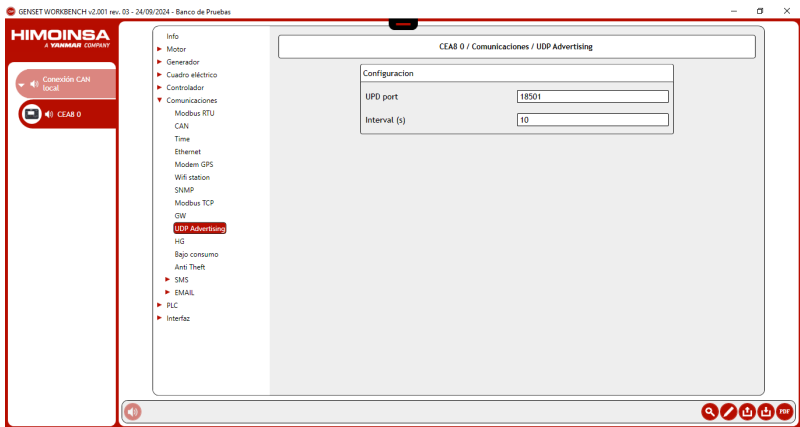 GENSET WORKBENCH v2.001 rev. 03 - 24/09/2024 - Banco de Pruebas
HIMOINSA
A YANMAR COMPANY
Conexión CAN
local
CEA8 0
Info
Motor
Generador
Cuadro eléctrico
Controlador
Comunicaciones
Modbus RTU
CAN
Time
Ethernet
Modem GPS
Wifi station
SNMP
Modbus TCP
GW
UDP Advertising
HG
Bajo consumo
Anti Theft
SMS
EMAIL
PLC
Interfaz
CEA8 0 / Comunicaciones / UDP Advertising
Configuracion
UPD port 18501
Interval (s) 10
PDF